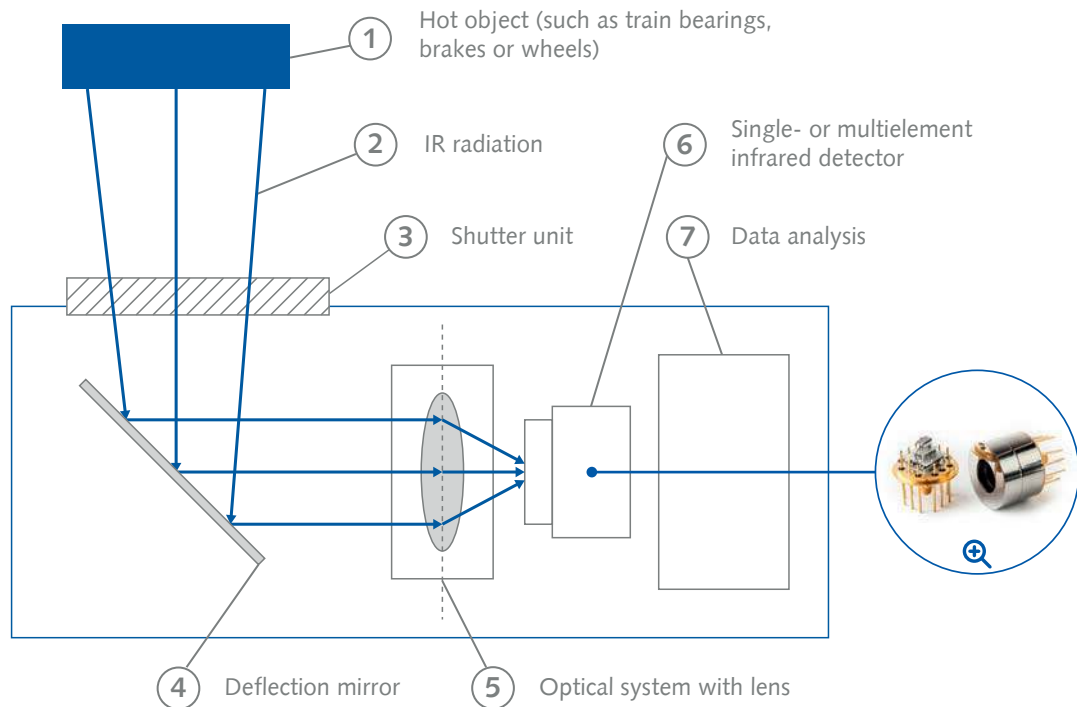 1 Hot object (such as train bearings,
brakes or wheels)
2 IR radiation
6 Single- or multielement
infrared detector
3 Shutter unit
7 Data analysis
4 Deflection mirror
5 Optical system with lens